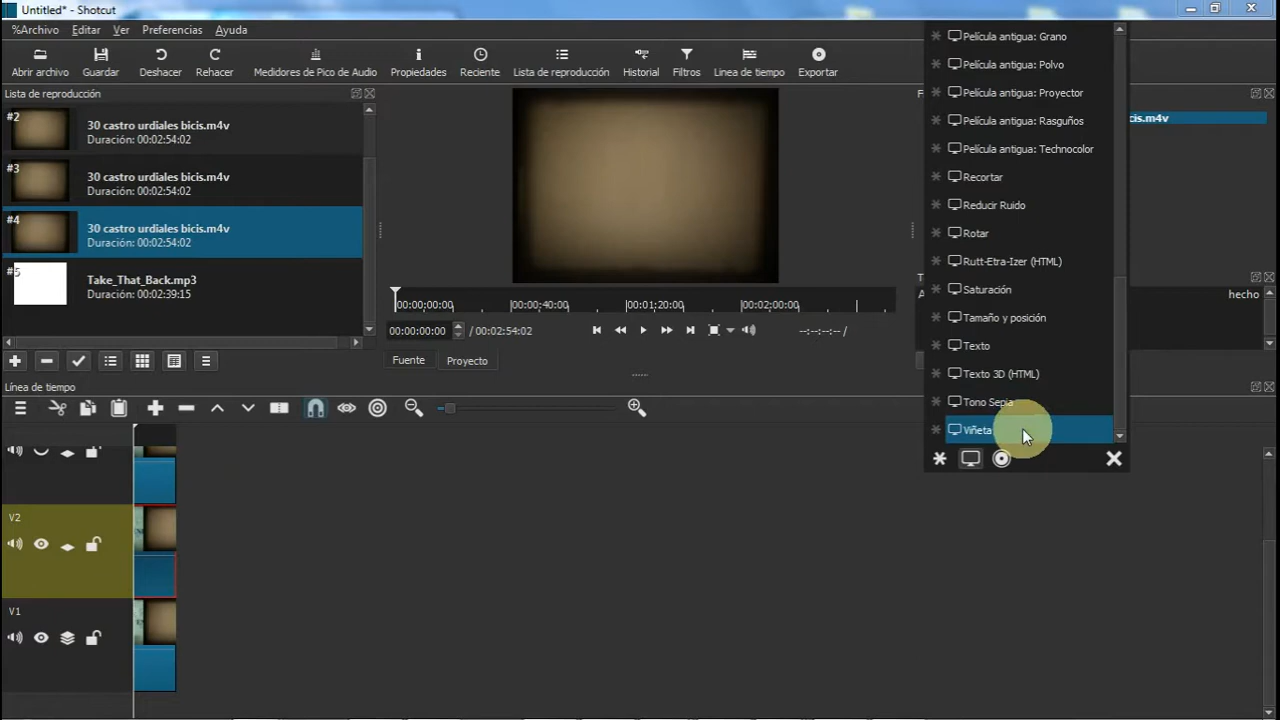 Untitled* - Shotcut
%Archivo Editar Ver Preferencias Ayuda
Abrir archivo Guardar Deshacer Rehacer Medidores de Pico de Audio Propiedades Reciente Lista de reproducción Historial Filtros Línea de tiempo Exportar
Lista de reproducción
#2
30 castro urdiales bicis.m4v
Duración: 00:02:54:02
#3
30 castro urdiales bicis.m4v
Duración: 00:02:54:02
#4
30 castro urdiales bicis.m4v
Duración: 00:02:54:02
#5
Take_That_Back.mp3
Duración: 00:02:39:15
00:00:00;00 00:00:40;00 00:01:20;00 00:02:00;00
00:00:00:00 / 00:02:54:02 --:--:--:-- /
Fuente Proyecto
Película antigua: Grano
Película antigua: Polvo
Película antigua: Proyector
Película antigua: Rasguños
Película antigua: Technocolor
Recortar
Reducir Ruido
Rotar
Rutt-Etra-Izer (HTML)
Saturación
Tamaño y posición
Texto
Texto 3D (HTML)
Tono Sepia
Viñeta
cis.m4v
hecho
Línea de tiempo
V2
V1